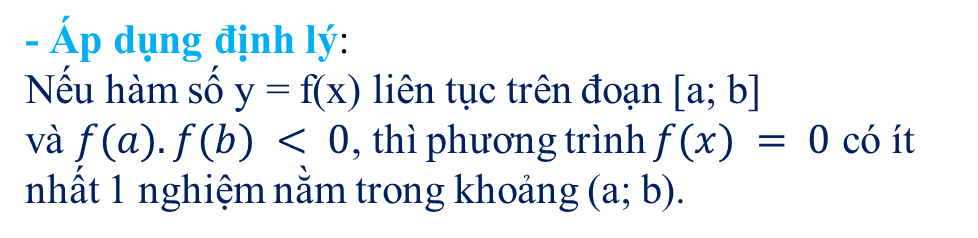 - Áp dụng định lý:
Nếu hàm số y = f(x) liên tục trên đoạn [a; b]
và f(a). f(b) < 0, thì phương trình f(x) = 0 có ít
nhất 1 nghiệm nằm trong khoảng (a; b).